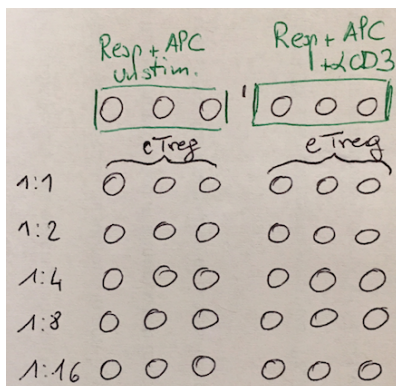 Resp + APC
unstim.
Resp + APC
+αCD3
cTreg
eTreg
1:1
1:2
1:4
1:8
1:16